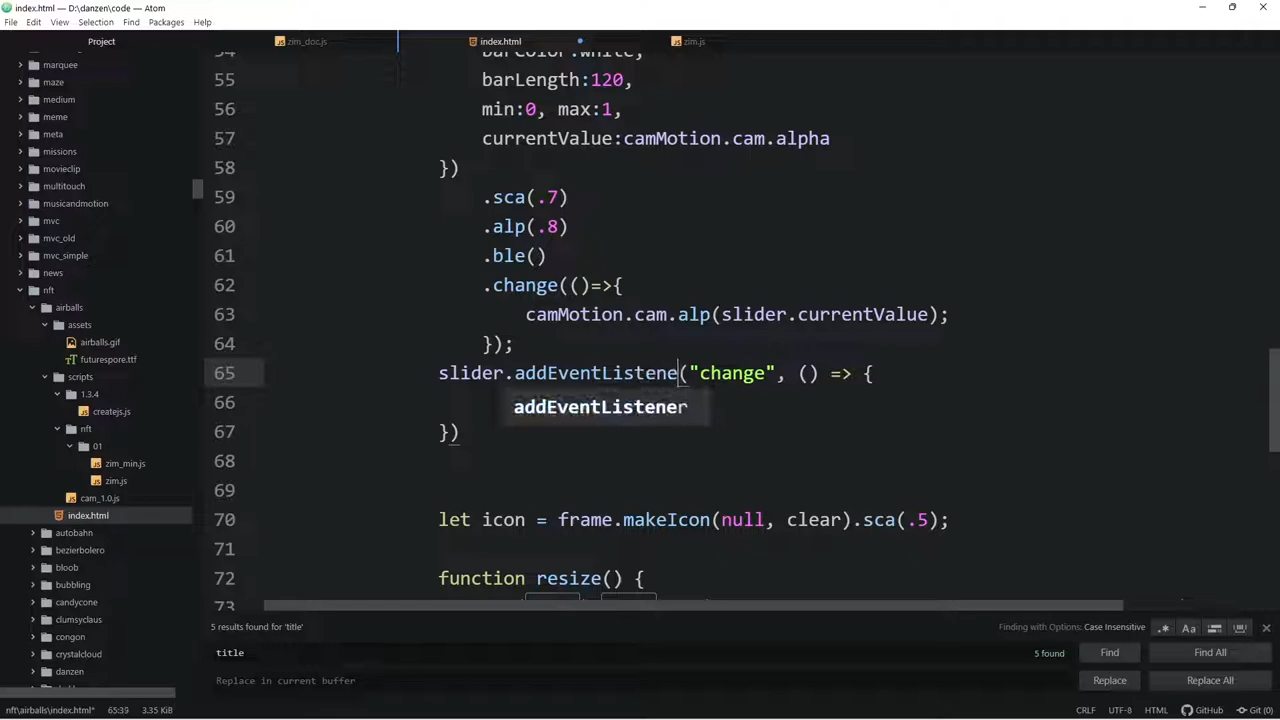 index.html — D:\danzen\code — Atom
File Edit View Selection Find Packages Help
Project
zim_doc.js
index.html
zim.js
marquee
maze
medium
meme
meta
missions
movieclip
multitouch
musicandmotion
mvc
mvc_old
mvc_simple
news
nft
airballs
assets
airballs.gif
futurespore.ttf
scripts
1.3.4
createjs.js
nft
01
zim_min.js
zim.js
cam_1.0.js
index.html
autobahn
bezierbolero
bloob
bubbling
candycone
clumsyclaus
congon
crystalcloud
danzen
54 barColor:white,
55 barLength:120,
56 min:0, max:1,
57 currentValue:camMotion.cam.alpha
58 })
59 .sca(.7)
60 .alp(.8)
61 .ble()
62 .change(()=>{
63 camMotion.cam.alp(slider.currentValue);
64 });
65 slider.addEventListene("change", () => {
66 addEventListener
67 })
68
69
70 let icon = frame.makeIcon(null, clear).sca(.5);
71
72 function resize() {
73
5 results found for 'title'
Finding with Options: Case Insensitive
.* Aa
title
5 found
Find
Find All
Replace in current buffer
Replace
Replace All
nft\airballs\index.html* 65:39 3.35 KiB
CRLF UTF-8 HTML GitHub Git (0)